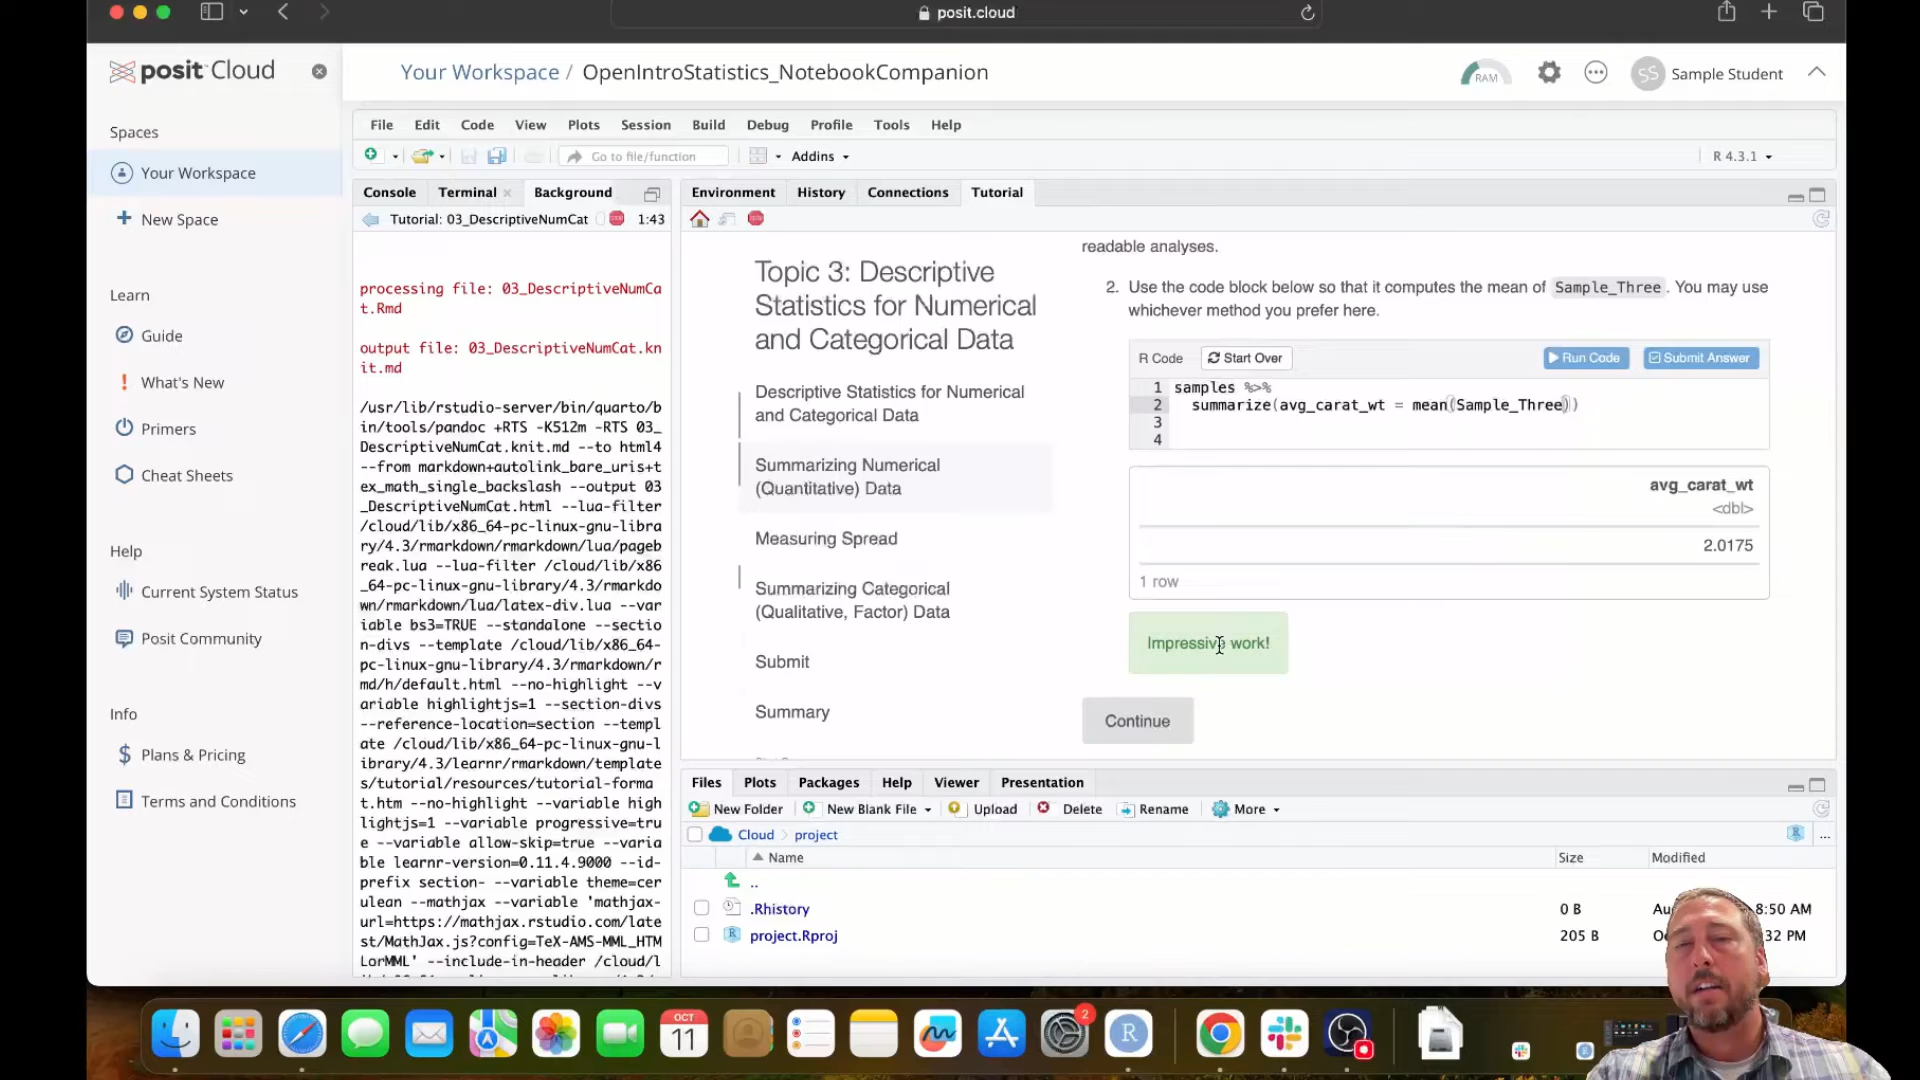 posit.cloud
posit Cloud
Your Workspace / OpenIntroStatistics_NotebookCompanion
RAM
SS
Sample Student
Spaces
Your Workspace
New Space
Learn
Guide
What's New
Primers
Cheat Sheets
Help
Current System Status
Posit Community
Info
Plans & Pricing
Terms and Conditions
File Edit Code View Plots Session Build Debug Profile Tools Help
Go to file/function
Addins
R 4.3.1
Console Terminal Background
Tutorial: 03_DescriptiveNumCat
1:43
processing file: 03_DescriptiveNumCa
t.Rmd
output file: 03_DescriptiveNumCat.kn
it.md
/usr/lib/rstudio-server/bin/quarto/b
in/tools/pandoc +RTS -K512m -RTS 03_
DescriptiveNumCat.knit.md --to html4
--from markdown+autolink_bare_uris+t
ex_math_single_backslash --output 03
_DescriptiveNumCat.html --lua-filter
/cloud/lib/x86_64-pc-linux-gnu-libra
ry/4.3/rmarkdown/rmarkdown/lua/pageb
reak.lua --lua-filter /cloud/lib/x86
_64-pc-linux-gnu-library/4.3/rmarkdo
wn/rmarkdown/lua/latex-div.lua --var
iable bs3=TRUE --standalone --sectio
n-divs --template /cloud/lib/x86_64-
pc-linux-gnu-library/4.3/rmarkdown/r
md/h/default.html --no-highlight --v
ariable highlightjs=1 --section-divs
--reference-location=section --templ
ate /cloud/lib/x86_64-pc-linux-gnu-l
ibrary/4.3/learnr/rmarkdown/template
s/tutorial/resources/tutorial-forma
t.htm --no-highlight --variable high
lightjs=1 --variable progressive=tru
e --variable allow-skip=true --varia
ble learnr-version=0.11.4.9000 --id-
prefix section- --variable theme=cer
ulean --mathjax --variable 'mathjax-
url=https://mathjax.rstudio.com/late
st/MathJax.js?config=TeX-AMS-MML_HTM
LorMML' --include-in-header /cloud/l
Environment History Connections Tutorial
Topic 3: Descriptive
Statistics for Numerical
and Categorical Data
Descriptive Statistics for Numerical
and Categorical Data
Summarizing Numerical
(Quantitative) Data
Measuring Spread
Summarizing Categorical
(Qualitative, Factor) Data
Submit
Summary
readable analyses.
2. Use the code block below so that it computes the mean of Sample_Three. You may use
whichever method you prefer here.
R Code Start Over Run Code Submit Answer
1 samples %>%
2 summarize(avg_carat_wt = mean(Sample_Three))
3
4
avg_carat_wt
<dbl>
2.0175
1 row
Impressive work!
Continue
Files Plots Packages Help Viewer Presentation
New Folder New Blank File Upload Delete Rename More
Cloud project
...
Name Size Modified
..
.Rhistory 0 B Au 8:50 AM
project.Rproj 205 B 32 PM
OCT
11
2
R